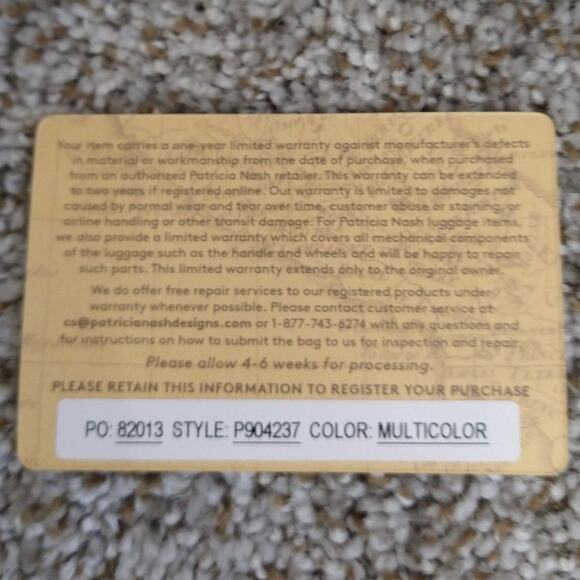 Your item carries a one-year limited warranty against manufacturer's defects
in material or workmanship from the date of purchase, when purchased
from an authorized Patricia Nash retailer. This warranty can be extended
to two years if registered online. Our warranty is limited to damages not
caused by normal wear and tear over time, customer abuse or staining, or
airline handling or other transit damage. For Patricia Nash luggage items,
we also provide a limited warranty which covers all mechanical components
of the luggage such as the handle and wheels and will be happy to repair
such parts. This limited warranty extends only to the original owner.
We do offer free repair services to our registered products under
warranty whenever possible. Please contact customer service at
cs@patricianashdesigns.com or 1-877-743-6274 with any questions and
for instructions on how to submit the bag to us for inspection and repair.
Please allow 4-6 weeks for processing.
PLEASE RETAIN THIS INFORMATION TO REGISTER YOUR PURCHASE
PO: 82013 STYLE: P904237 COLOR: MULTICOLOR